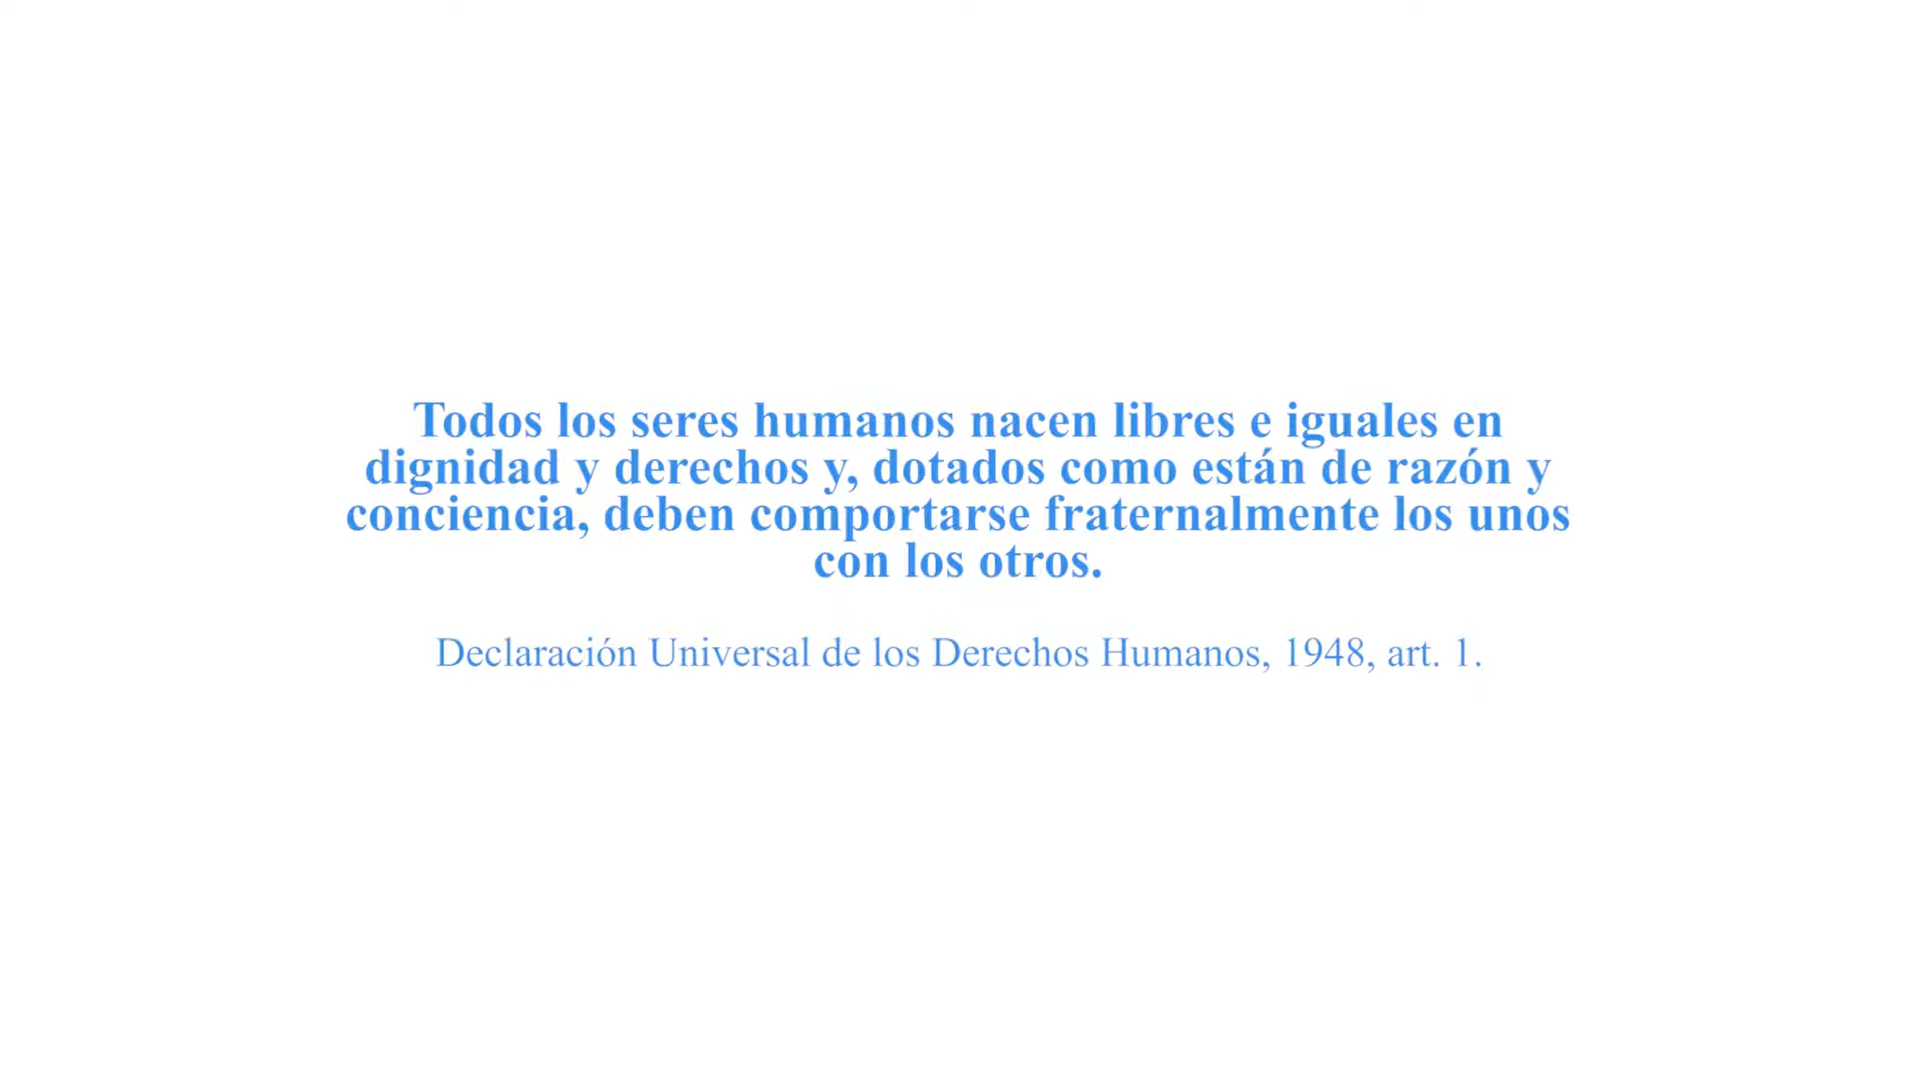 Todos los seres humanos nacen libres e iguales en
dignidad y derechos y, dotados como están de razón y
conciencia, deben comportarse fraternalmente los unos
con los otros.
Declaración Universal de los Derechos Humanos, 1948, art. 1.